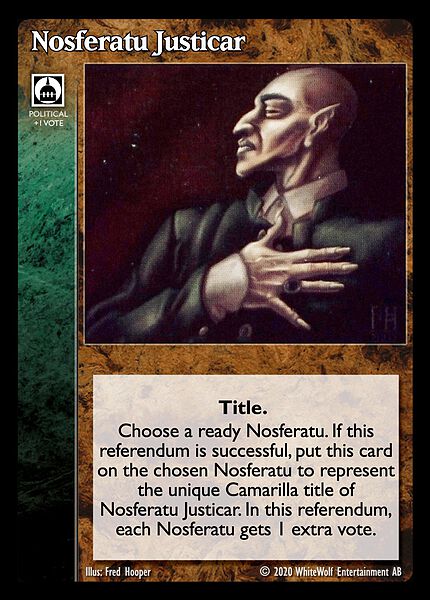 Nosferatu Justicar
POLITICAL
+1 VOTE
FH
Title.
Choose a ready Nosferatu. If this
referendum is successful, put this card
on the chosen Nosferatu to represent
the unique Camarilla title of
Nosferatu Justicar. In this referendum,
each Nosferatu gets 1 extra vote.
Illus: Fred Hooper
© 2020 WhiteWolf Entertainment AB